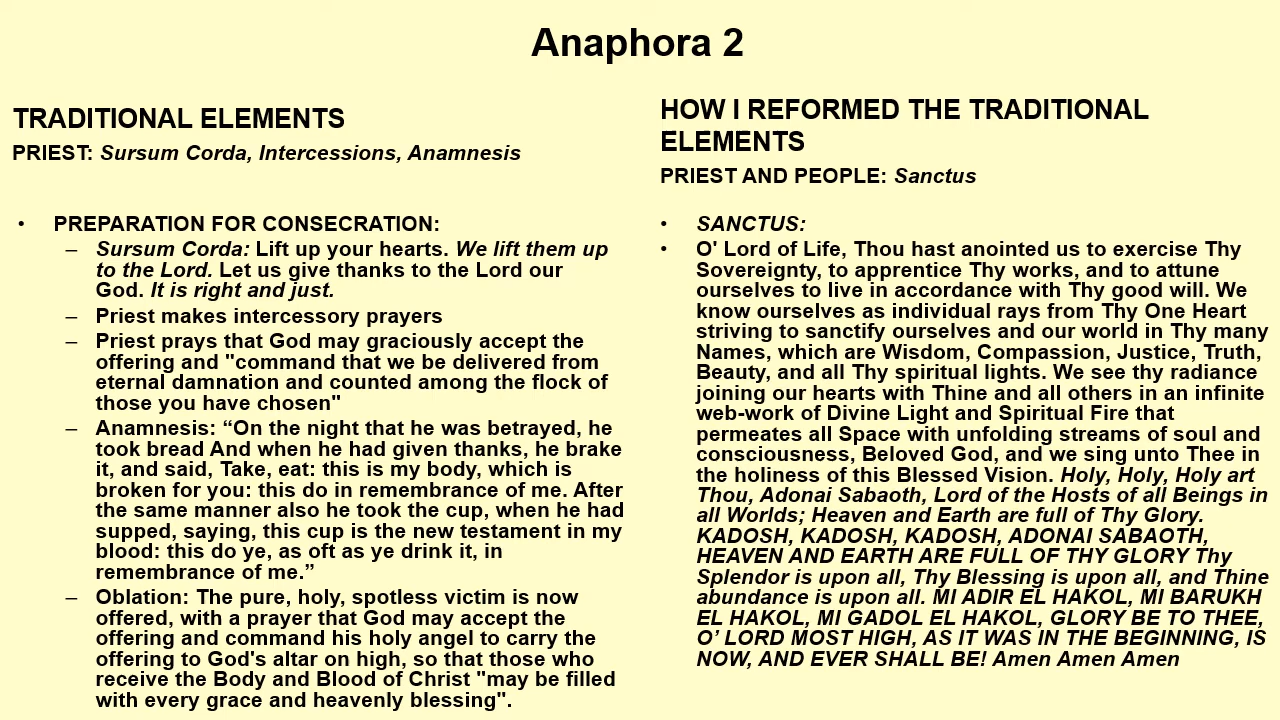 Anaphora 2
TRADITIONAL ELEMENTS
PRIEST: Sursum Corda, Intercessions, Anamnesis
• PREPARATION FOR CONSECRATION:
– Sursum Corda: Lift up your hearts. We lift them up
to the Lord. Let us give thanks to the Lord our
God. It is right and just.
– Priest makes intercessory prayers
– Priest prays that God may graciously accept the
offering and "command that we be delivered from
eternal damnation and counted among the flock of
those you have chosen"
– Anamnesis: “On the night that he was betrayed, he
took bread And when he had given thanks, he brake
it, and said, Take, eat: this is my body, which is
broken for you: this do in remembrance of me. After
the same manner also he took the cup, when he had
supped, saying, this cup is the new testament in my
blood: this do ye, as oft as ye drink it, in
remembrance of me.”
– Oblation: The pure, holy, spotless victim is now
offered, with a prayer that God may accept the
offering and command his holy angel to carry the
offering to God's altar on high, so that those who
receive the Body and Blood of Christ "may be filled
with every grace and heavenly blessing".
HOW I REFORMED THE TRADITIONAL
ELEMENTS
PRIEST AND PEOPLE: Sanctus
• SANCTUS:
• O' Lord of Life, Thou hast anointed us to exercise Thy
Sovereignty, to apprentice Thy works, and to attune
ourselves to live in accordance with Thy good will. We
know ourselves as individual rays from Thy One Heart
striving to sanctify ourselves and our world in Thy many
Names, which are Wisdom, Compassion, Justice, Truth,
Beauty, and all Thy spiritual lights. We see thy radiance
joining our hearts with Thine and all others in an infinite
web-work of Divine Light and Spiritual Fire that
permeates all Space with unfolding streams of soul and
consciousness, Beloved God, and we sing unto Thee in
the holiness of this Blessed Vision. Holy, Holy, Holy art
Thou, Adonai Sabaoth, Lord of the Hosts of all Beings in
all Worlds; Heaven and Earth are full of Thy Glory.
KADOSH, KADOSH, KADOSH, ADONAI SABAOTH,
HEAVEN AND EARTH ARE FULL OF THY GLORY Thy
Splendor is upon all, Thy Blessing is upon all, and Thine
abundance is upon all. MI ADIR EL HAKOL, MI BARUKH
EL HAKOL, MI GADOL EL HAKOL, GLORY BE TO THEE,
O’ LORD MOST HIGH, AS IT WAS IN THE BEGINNING, IS
NOW, AND EVER SHALL BE! Amen Amen Amen